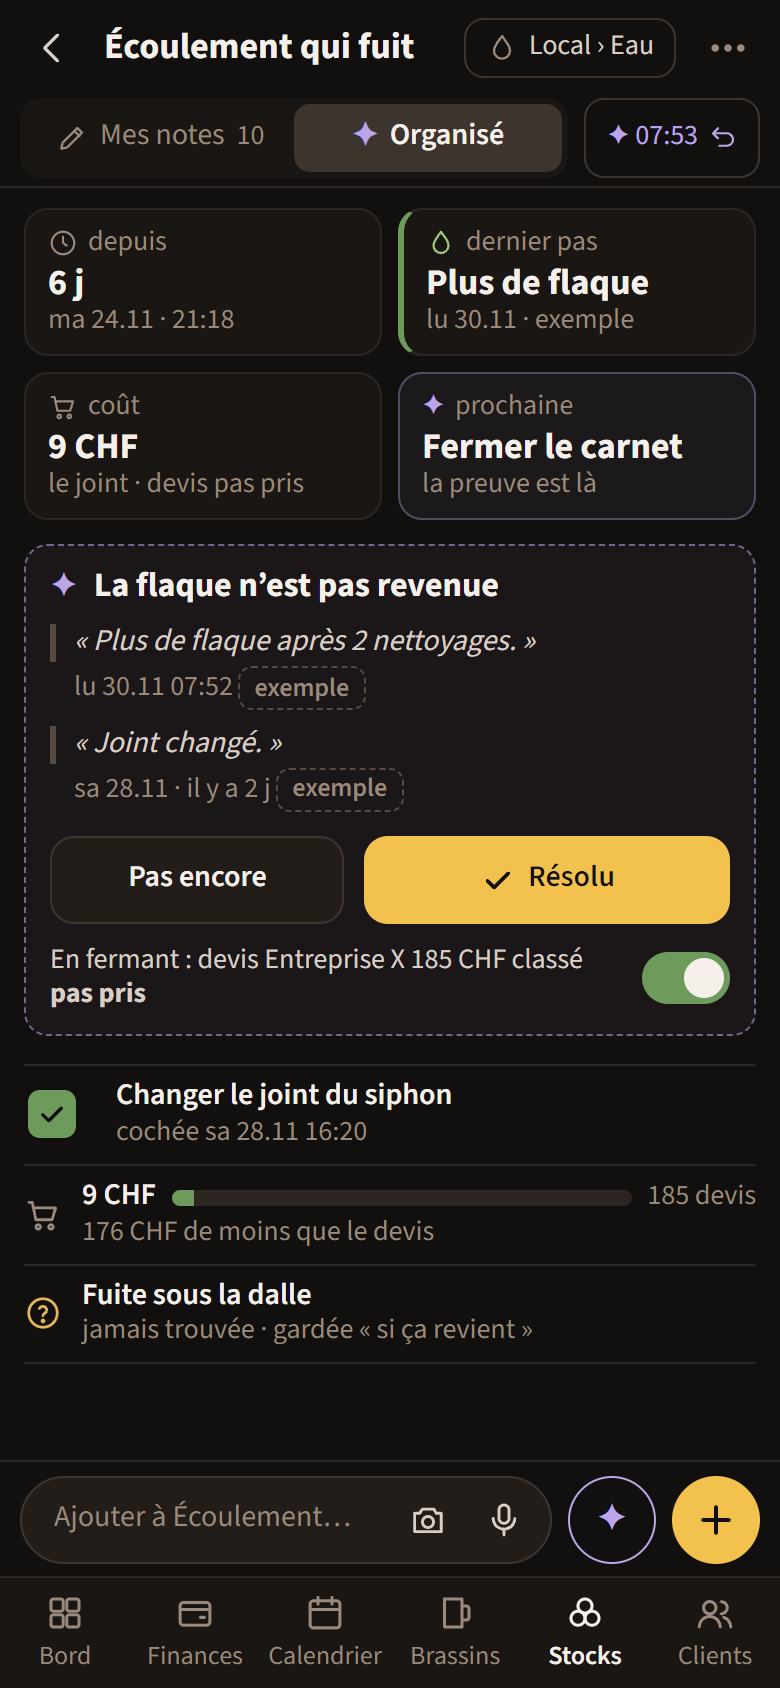 Écoulement qui fuit
Local › Eau
Mes notes 10
Organisé
07:53
depuis
6 j
ma 24.11 · 21:18
dernier pas
Plus de flaque
lu 30.11 · exemple
coût
9 CHF
le joint · devis pas pris
prochaine
Fermer le carnet
la preuve est là
La flaque n’est pas revenue
« Plus de flaque après 2 nettoyages. »
lu 30.11 07:52 exemple
« Joint changé. »
sa 28.11 · il y a 2 j exemple
Pas encore
Résolu
En fermant : devis Entreprise X 185 CHF classé
pas pris
Changer le joint du siphon
cochée sa 28.11 16:20
9 CHF
185 devis
176 CHF de moins que le devis
Fuite sous la dalle
jamais trouvée · gardée « si ça revient »
Ajouter à Écoulement…
Bord
Finances
Calendrier
Brassins
Stocks
Clients